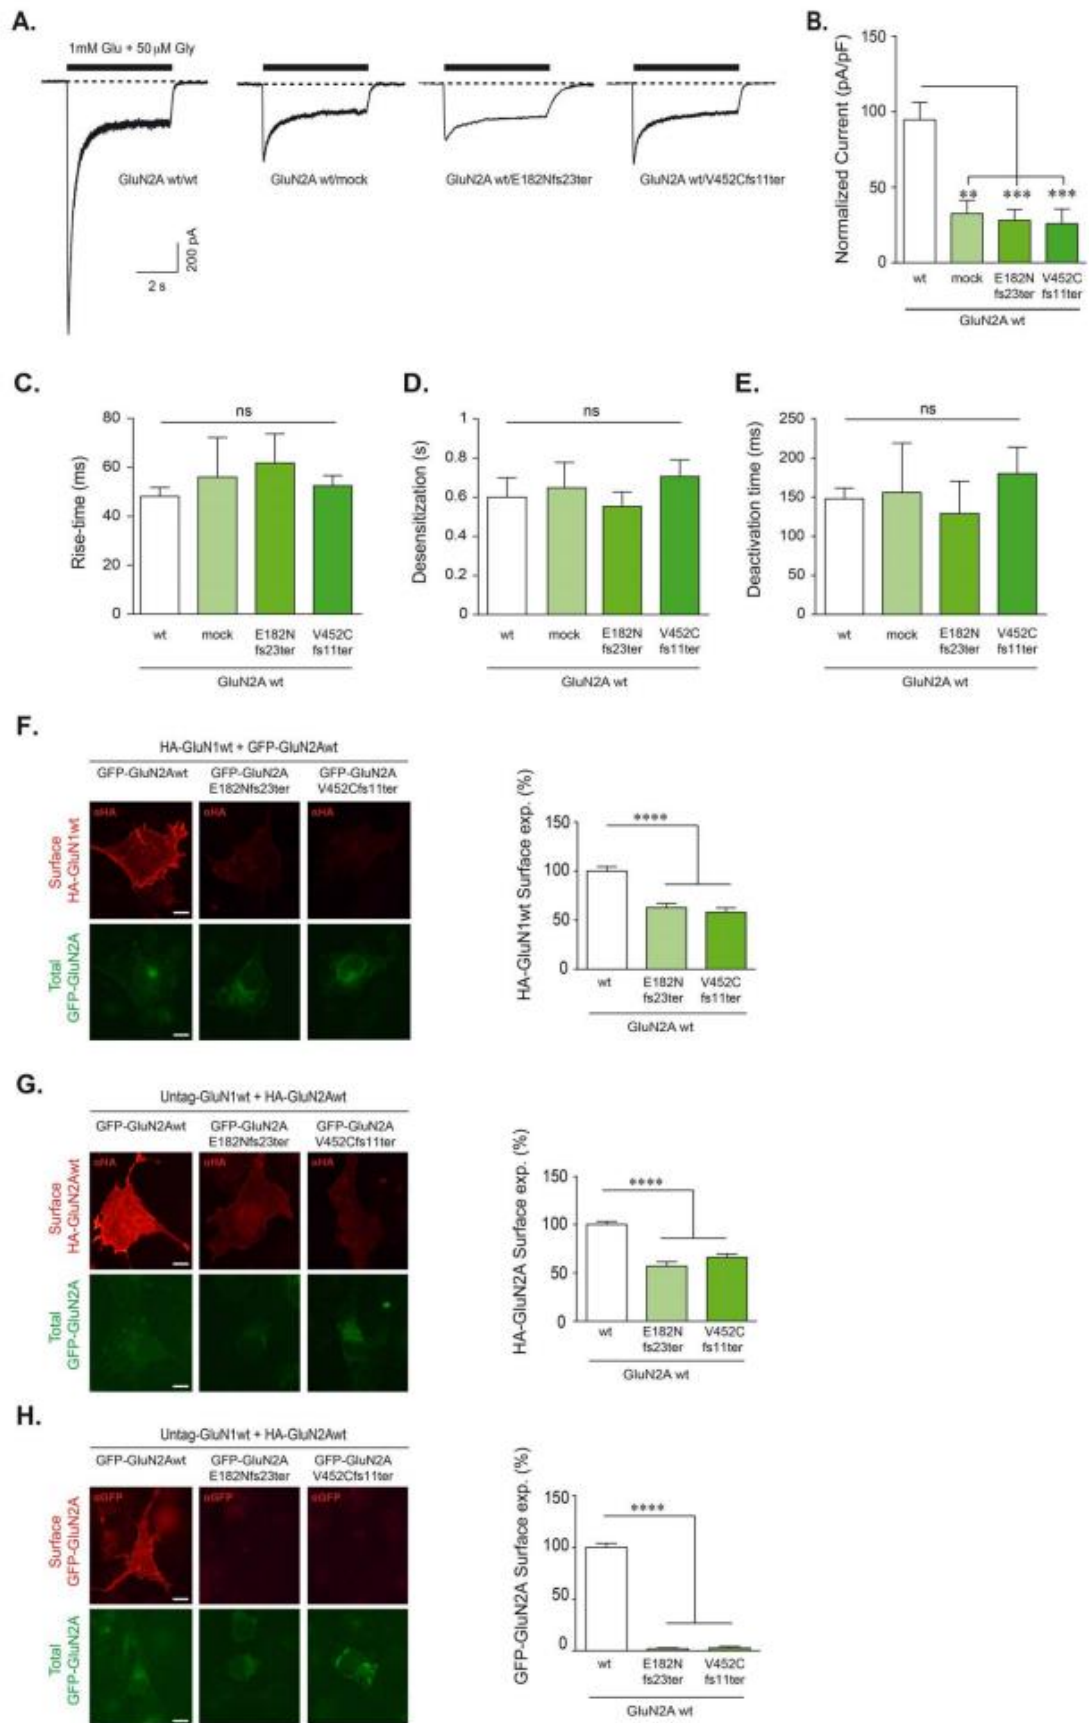 A.
1mM Glu + 50 µM Gly
GluN2A wt/wt
GluN2A wt/mock
GluN2A wt/E182Nfs23ter
GluN2A wt/V452Cfs11ter
200 pA
2 s
B.
Normalized Current (pA/pF)
150
100
50
0
** *** ***
wt mock E182N V452C
fs23ter fs11ter
GluN2A wt
C.
Rise-time (ms)
80
60
40
20
0
ns
wt mock E182N V452C
fs23ter fs11ter
GluN2A wt
D.
Desensitization (s)
1
0.8
0.6
0.4
0.2
0
ns
wt mock E182N V452C
fs23ter fs11ter
GluN2A wt
E.
Deactivation time (ms)
250
200
150
100
50
0
ns
wt mock E182N V452C
fs23ter fs11ter
GluN2A wt
F.
HA-GluN1wt + GFP-GluN2Awt
GFP-GluN2Awt GFP-GluN2A GFP-GluN2A
E182Nfs23ter V452Cfs11ter
Surface
HA-GluN1wt
αHA αHA αHA
Total
GFP-GluN2A
HA-GluN1wt Surface exp. (%)
150
100
50
0
****
wt E182N V452C
fs23ter fs11ter
GluN2A wt
G.
Untag-GluN1wt + HA-GluN2Awt
GFP-GluN2Awt GFP-GluN2A GFP-GluN2A
E182Nfs23ter V452Cfs11ter
Surface
HA-GluN2Awt
αHA αHA αHA
Total
GFP-GluN2A
HA-GluN2A Surface exp. (%)
150
100
50
0
****
wt E182N V452C
fs23ter fs11ter
GluN2A wt
H.
Untag-GluN1wt + HA-GluN2Awt
GFP-GluN2Awt GFP-GluN2A GFP-GluN2A
E182Nfs23ter V452Cfs11ter
Surface
GFP-GluN2A
αGFP αGFP αGFP
Total
GFP-GluN2A
GFP-GluN2A Surface exp. (%)
150
100
50
0
****
wt E182N V452C
fs23ter fs11ter
GluN2A wt